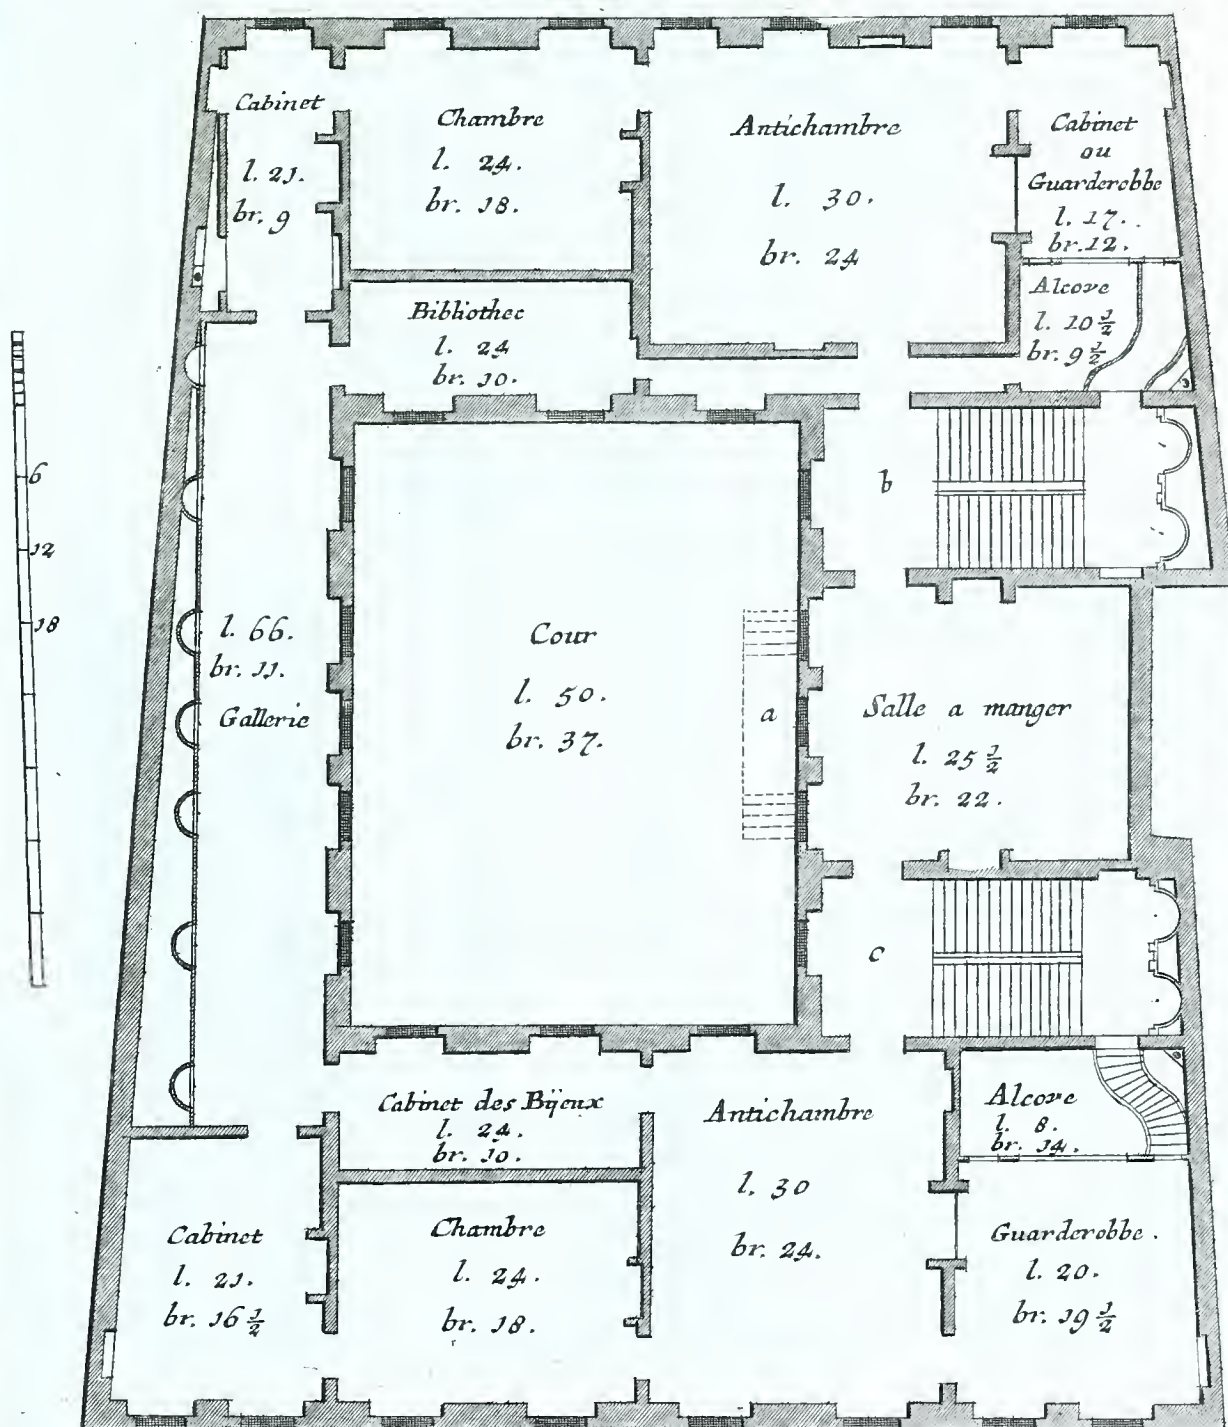 Cabinet
l. 21.
br. 9
Chambre
l. 24.
br. 18.
Antichambre
l. 30.
br. 24
Cabinet
ou
Guarderobbe
l. 17.
br. 12.
Bibliothec
l. 24
br. 10.
Alcove
l. 10 1/2
br. 9 1/2
6
12
18
b
l. 66.
br. 11.
Gallerie
Cour
l. 50.
br. 37.
a
Salle a manger
l. 25 1/2
br. 22.
c
Cabinet des Bijeux
l. 24.
br. 10.
Antichambre
l. 30
br. 24.
Alcove
l. 8.
br. 14.
Cabinet
l. 21.
br. 16 1/2
Chambre
l. 24.
br. 18.
Guarderobbe.
l. 20.
br. 19 1/2